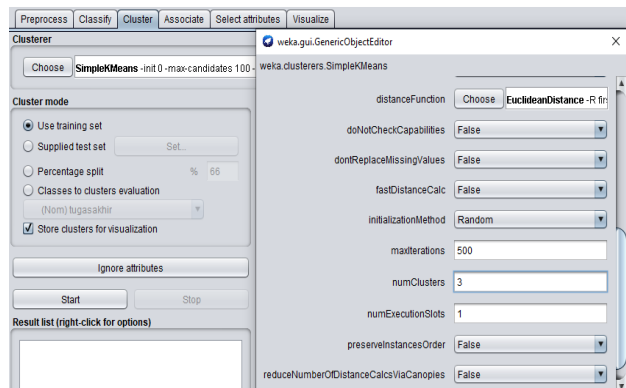 Preprocess Classify Cluster Associate Select attributes Visualize
Clusterer
Choose SimpleKMeans -init 0 -max-candidates 100 -
Cluster mode
Use training set
Supplied test set Set...
Percentage split % 66
Classes to clusters evaluation
(Nom) tugasakhir
Store clusters for visualization
Ignore attributes
Start Stop
Result list (right-click for options)
weka.gui.GenericObjectEditor
weka.clusterers.SimpleKMeans
distanceFunction Choose EuclideanDistance -R
doNotCheckCapabilities False
dontReplaceMissingValues False
fastDistanceCalc False
initializationMethod Random
maxIterations 500
numClusters 3
numExecutionSlots 1
preserveInstancesOrder False
reduceNumberOfDistanceCalcsViaCanopies False